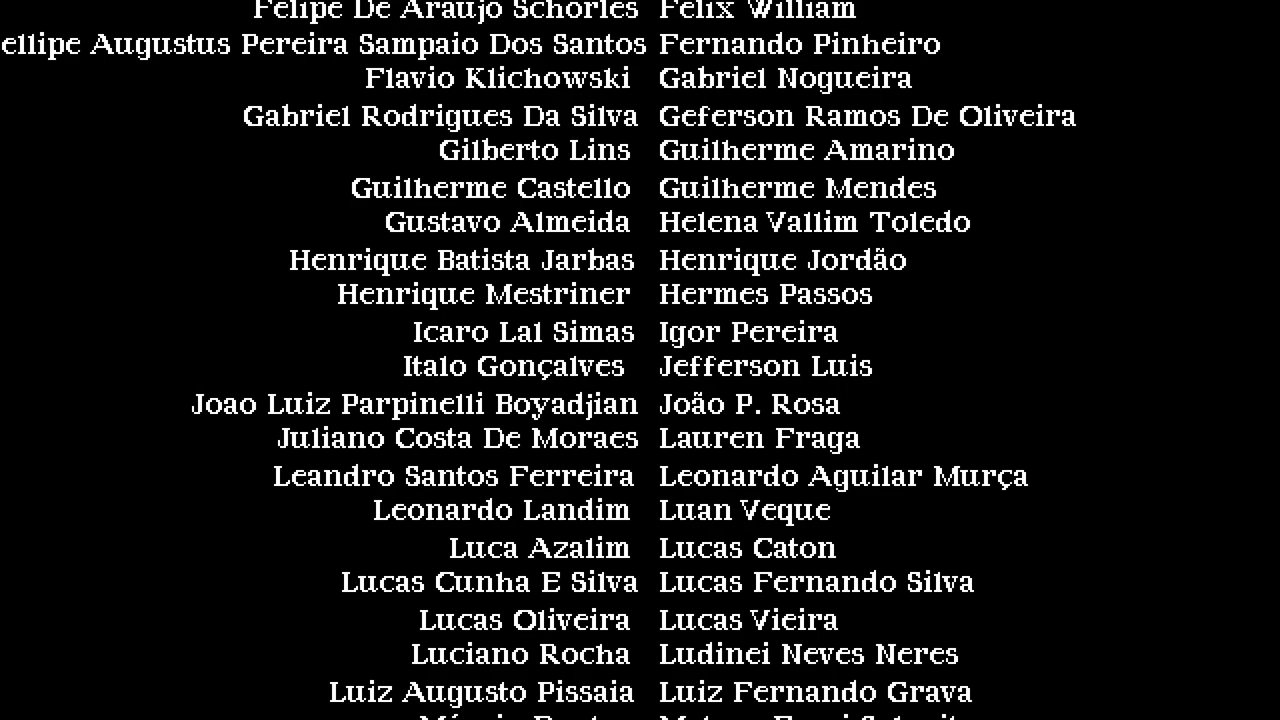 Felipe De Araujo Schorles Felix William
ellipe Augustus Pereira Sampaio Dos Santos Fernando Pinheiro
Flavio Klichowski Gabriel Nogueira
Gabriel Rodrigues Da Silva Geferson Ramos De Oliveira
Gilberto Lins Guilherme Amarino
Guilherme Castello Guilherme Mendes
Gustavo Almeida Helena Vallim Toledo
Henrique Batista Jarbas Henrique Jordão
Henrique Mestriner Hermes Passos
Icaro Lal Simas Igor Pereira
Italo Gonçalves Jefferson Luis
Joao Luiz Parpinelli Boyadjian João P. Rosa
Juliano Costa De Moraes Lauren Fraga
Leandro Santos Ferreira Leonardo Aguilar Murça
Leonardo Landim Luan Veque
Luca Azalim Lucas Caton
Lucas Cunha E Silva Lucas Fernando Silva
Lucas Oliveira Lucas Vieira
Luciano Rocha Ludinei Neves Neres
Luiz Augusto Pissaia Luiz Fernando Grava